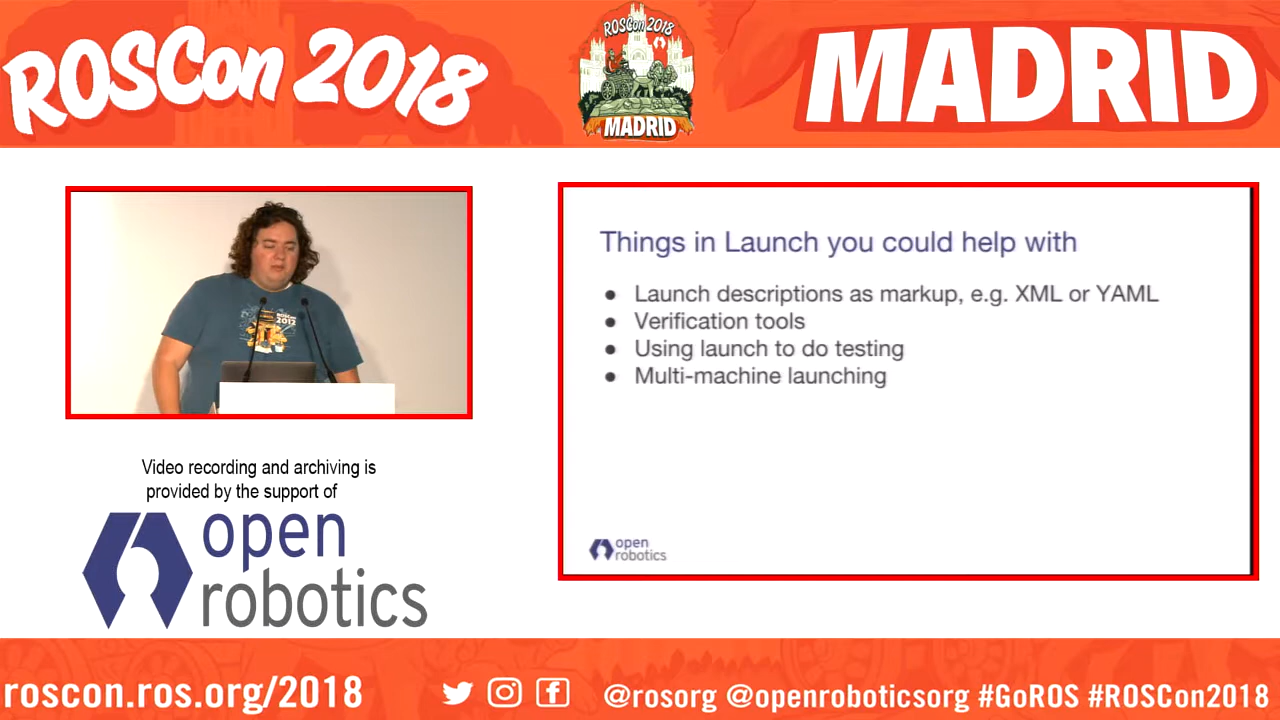 ROSCon 2018
ROSCon 2018
MADRID
MADRID
ROSCon
2012
Things in Launch you could help with
● Launch descriptions as markup, e.g. XML or YAML
● Verification tools
● Using launch to do testing
● Multi-machine launching
open
robotics
Video recording and archiving is
provided by the support of
open
robotics
roscon.ros.org/2018
@rosorg @openroboticsorg #GoROS #ROSCon2018